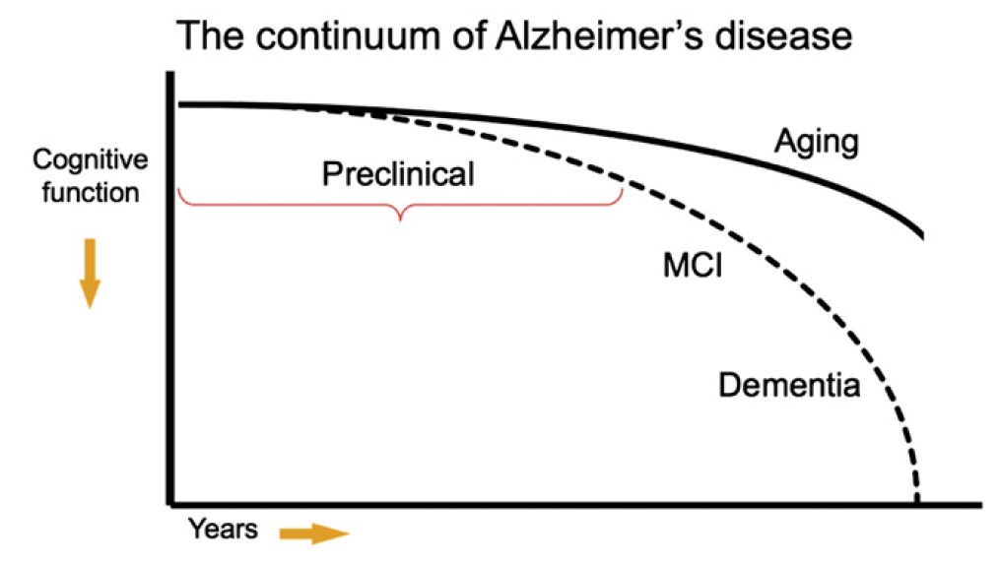 The continuum of Alzheimer’s disease
Cognitive
function
Aging
Preclinical
MCI
Dementia
Years